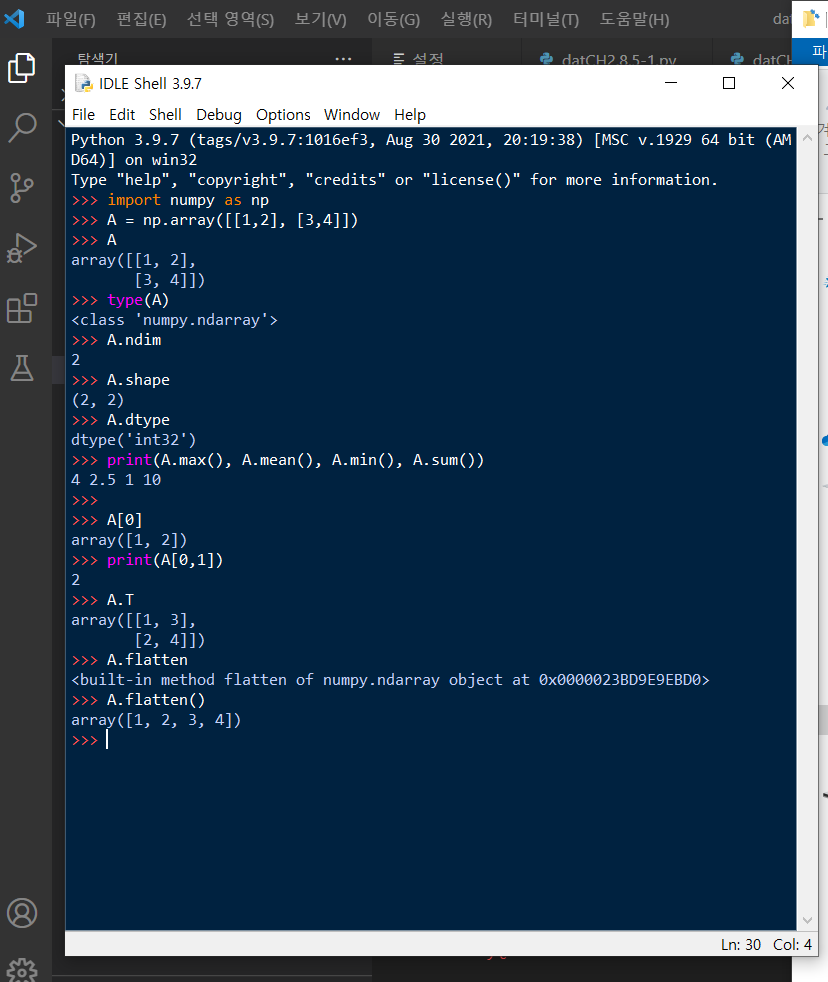 파일(F) 편집(E) 선택 영역(S) 보기(V) 이동(G) 실행(R) 터미널(T) 도움말(H)
탐색기 ... 설정 datCH2.8.5-1.py datCH
파
IDLE Shell 3.9.7
File Edit Shell Debug Options Window Help
Python 3.9.7 (tags/v3.9.7:1016ef3, Aug 30 2021, 20:19:38) [MSC v.1929 64 bit (AM
D64)] on win32
Type "help", "copyright", "credits" or "license()" for more information.
>>> import numpy as np
>>> A = np.array([[1,2], [3,4]])
>>> A
array([[1, 2],
       [3, 4]])
>>> type(A)
<class 'numpy.ndarray'>
>>> A.ndim
2
>>> A.shape
(2, 2)
>>> A.dtype
dtype('int32')
>>> print(A.max(), A.mean(), A.min(), A.sum())
4 2.5 1 10
>>>
>>> A[0]
array([1, 2])
>>> print(A[0,1])
2
>>> A.T
array([[1, 3],
       [2, 4]])
>>> A.flatten
<built-in method flatten of numpy.ndarray object at 0x0000023BD9E9EBD0>
>>> A.flatten()
array([1, 2, 3, 4])
>>>
Ln: 30 Col: 4